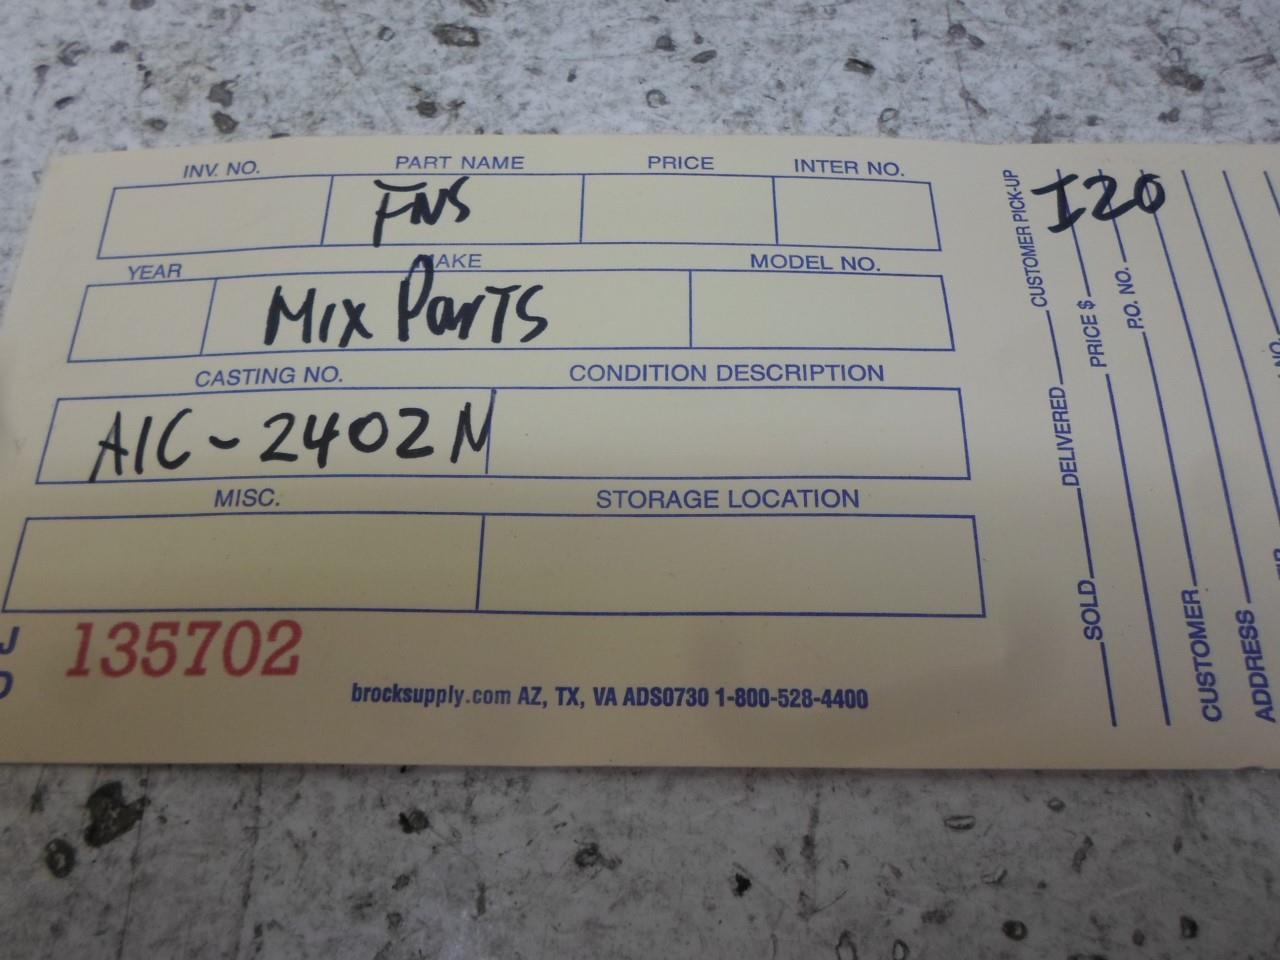 INV. NO. PART NAME PRICE INTER NO.
FNS
YEAR MAKE MODEL NO.
Mix Parts
CASTING NO. CONDITION DESCRIPTION
A1C-2402N
MISC. STORAGE LOCATION
135702
brocksupply.com AZ, TX, VA ADS0730 1-800-528-4400
I20
SOLD DELIVERED CUSTOMER PICK-UP
PRICE $
P.O. NO.
CUSTOMER
ADDRESS